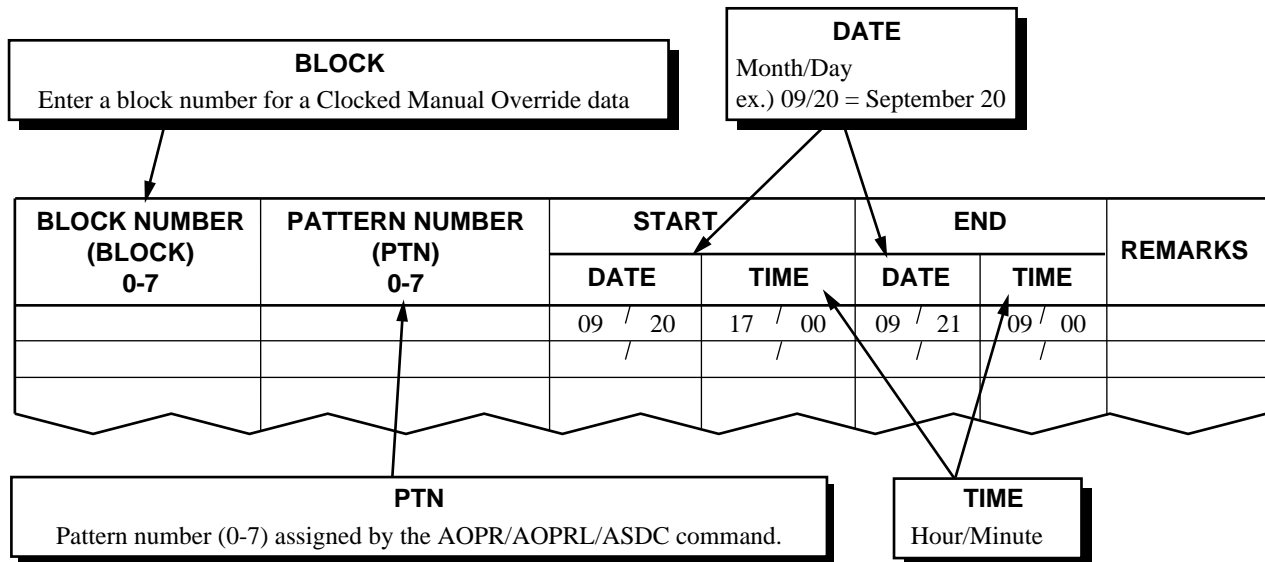 BLOCK
Enter a block number for a Clocked Manual Override data
DATE
Month/Day
ex.) 09/20 = September 20
BLOCK NUMBER
(BLOCK)
0-7
PATTERN NUMBER
(PTN)
0-7
START
END
REMARKS
DATE
TIME
DATE
TIME
09 / 20
17 / 00
09 / 21
09 / 00
/
/
/
/
PTN
Pattern number (0-7) assigned by the AOPR/AOPRL/ASDC command.
TIME
Hour/Minute